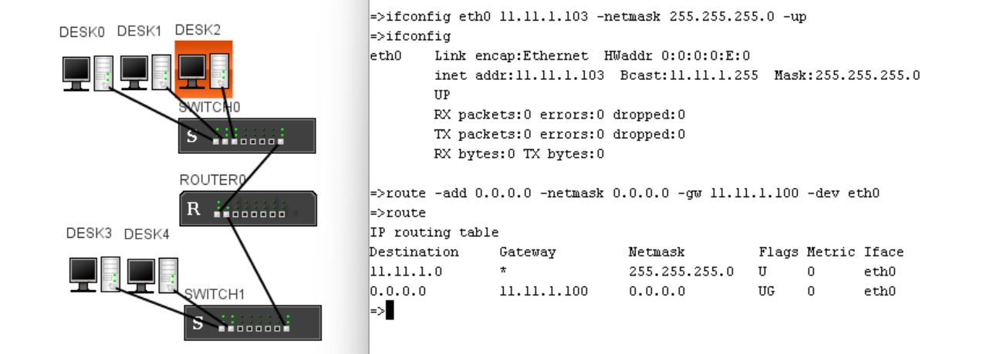 DESK0 DESK1 DESK2
SWITCH0
S
ROUTER0
R
DESK3 DESK4
SWITCH1
S
=>ifconfig eth0 11.11.1.103 -netmask 255.255.255.0 -up
=>ifconfig
eth0 Link encap:Ethernet HWaddr 0:0:0:0:E:0
inet addr:11.11.1.103 Bcast:11.11.1.255 Mask:255.255.255.0
UP
RX packets:0 errors:0 dropped:0
TX packets:0 errors:0 dropped:0
RX bytes:0 TX bytes:0
=>route -add 0.0.0.0 -netmask 0.0.0.0 -gw 11.11.1.100 -dev eth0
=>route
IP routing table
Destination Gateway Netmask Flags Metric Iface
11.11.1.0 * 255.255.255.0 U 0 eth0
0.0.0.0 11.11.1.100 0.0.0.0 UG 0 eth0
=>